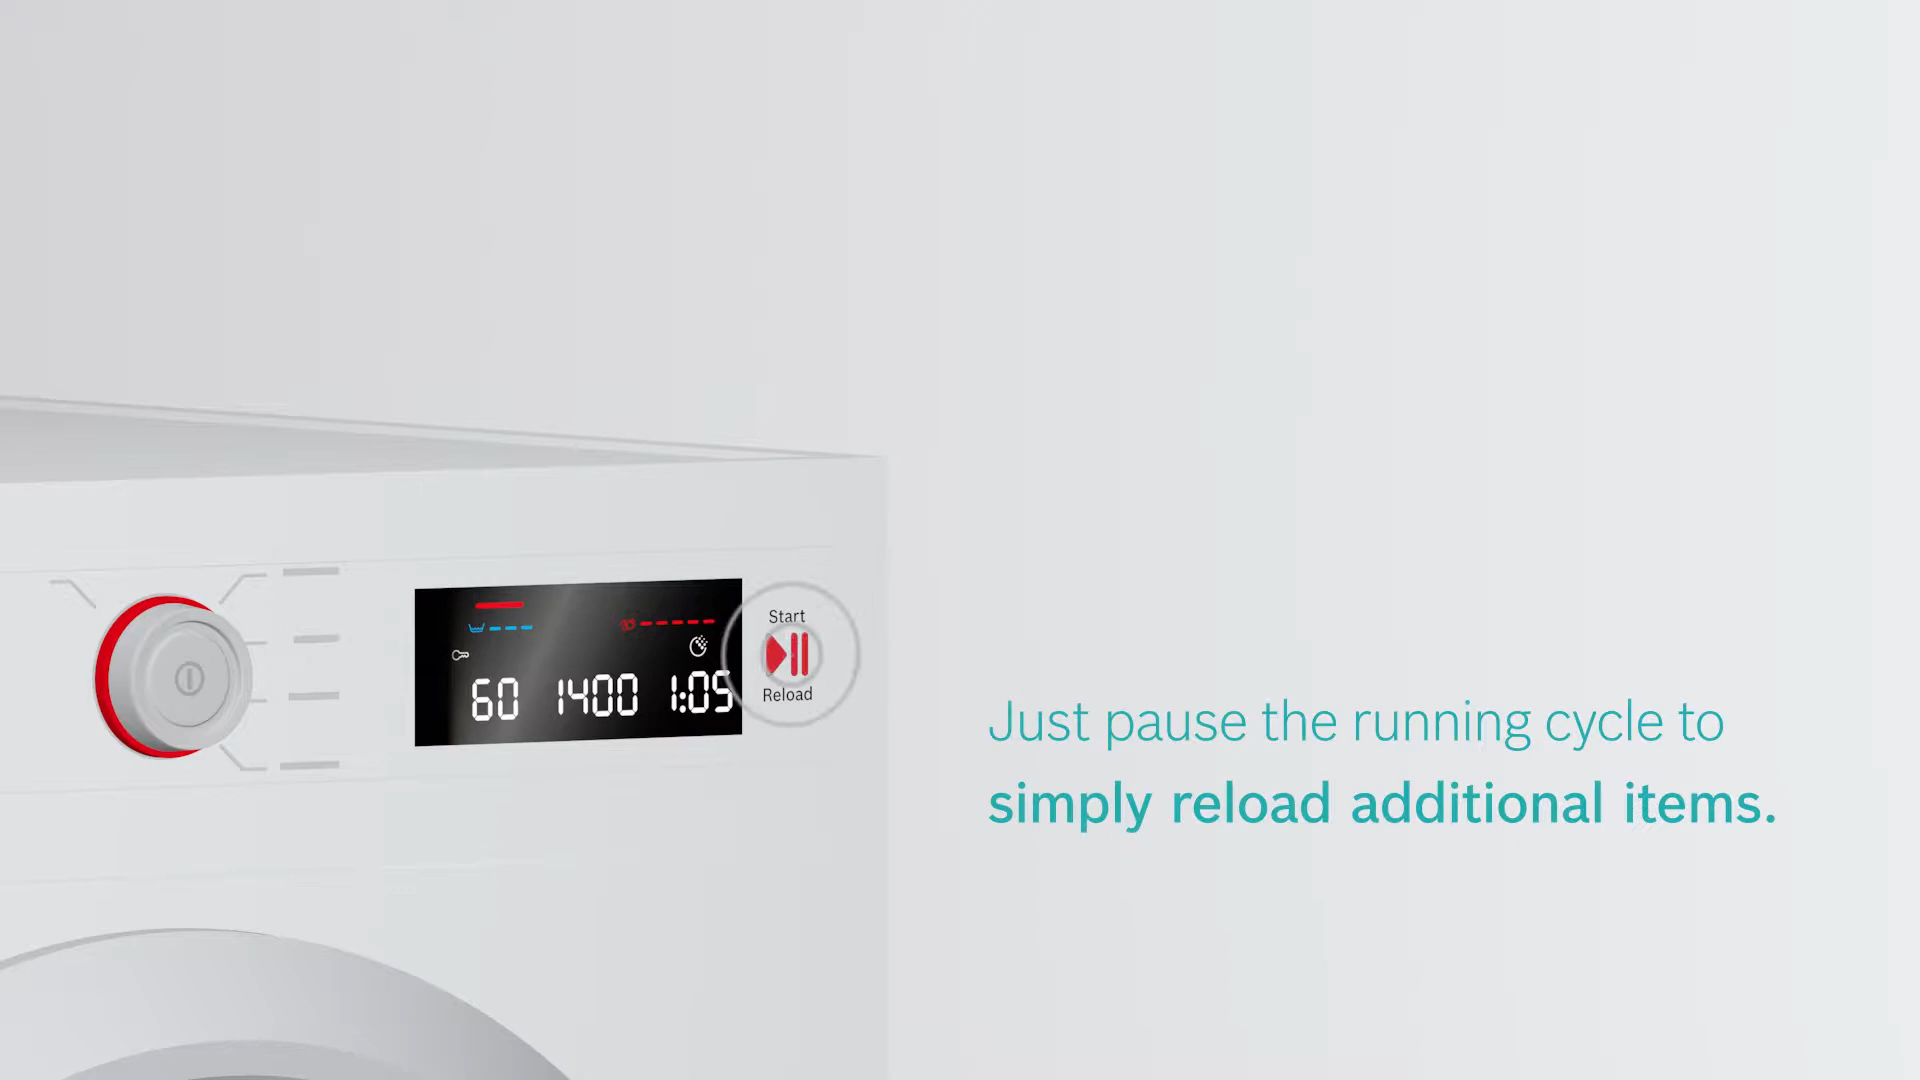 Start
60 1400 1:05
Reload
Just pause the running cycle to
simply reload additional items.